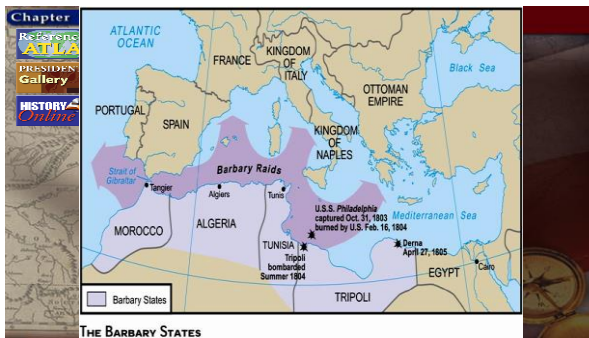 Chapter
Reference
ATLA
PRESIDEN
Gallery
HISTORY
Online
ATLANTIC
OCEAN
FRANCE
KINGDOM
OF
ITALY
Black Sea
OTTOMAN
EMPIRE
PORTUGAL
SPAIN
KINGDOM
OF
NAPLES
Strait of
Gibraltar
Barbary Raids
Tangier
Algiers
Tunis
U.S.S. Philadelphia
captured Oct. 31, 1803
burned by U.S. Feb. 16, 1804
Mediterranean Sea
MOROCCO
ALGERIA
TUNISIA
Tripoli
bombarded
Summer 1804
Derna
April 27, 1805
EGYPT
Cairo
TRIPOLI
Barbary States
THE BARBARY STATES